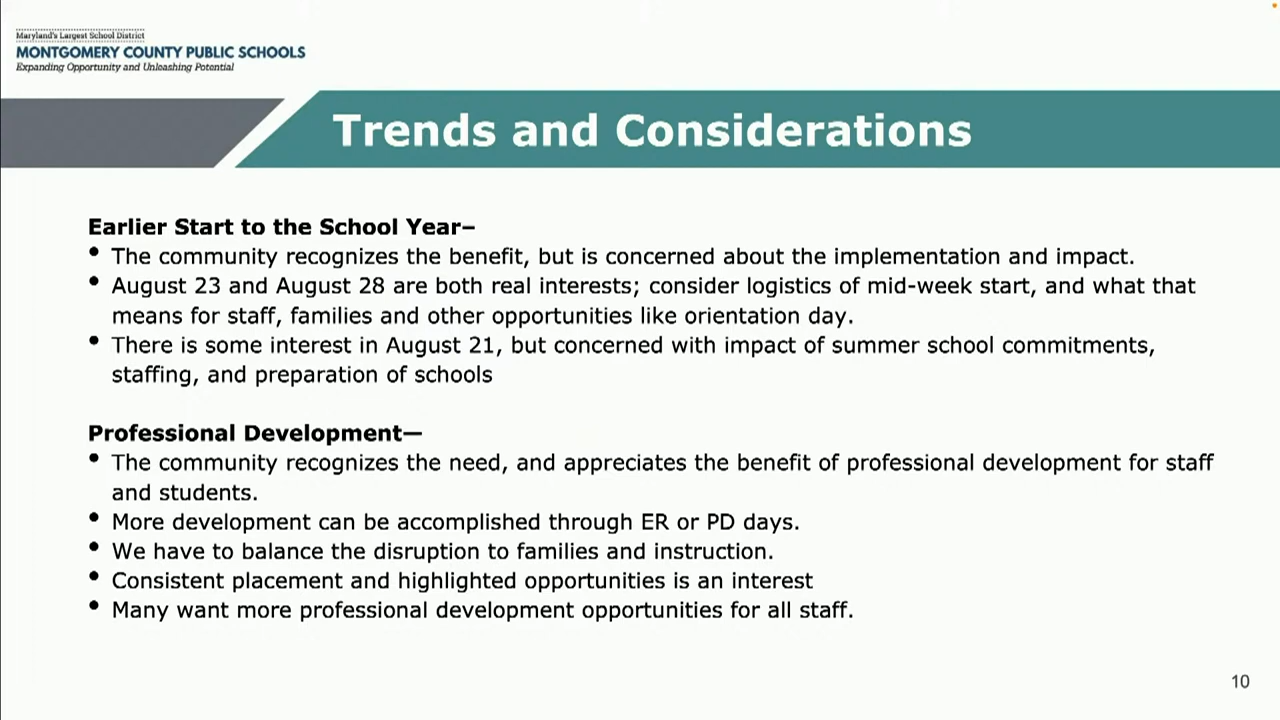 Maryland's Largest School District
MONTGOMERY COUNTY PUBLIC SCHOOLS
Expanding Opportunity and Unleashing Potential
Trends and Considerations
Earlier Start to the School Year–
• The community recognizes the benefit, but is concerned about the implementation and impact.
• August 23 and August 28 are both real interests; consider logistics of mid-week start, and what that
means for staff, families and other opportunities like orientation day.
• There is some interest in August 21, but concerned with impact of summer school commitments,
staffing, and preparation of schools
Professional Development—
• The community recognizes the need, and appreciates the benefit of professional development for staff
and students.
• More development can be accomplished through ER or PD days.
• We have to balance the disruption to families and instruction.
• Consistent placement and highlighted opportunities is an interest
• Many want more professional development opportunities for all staff.
10